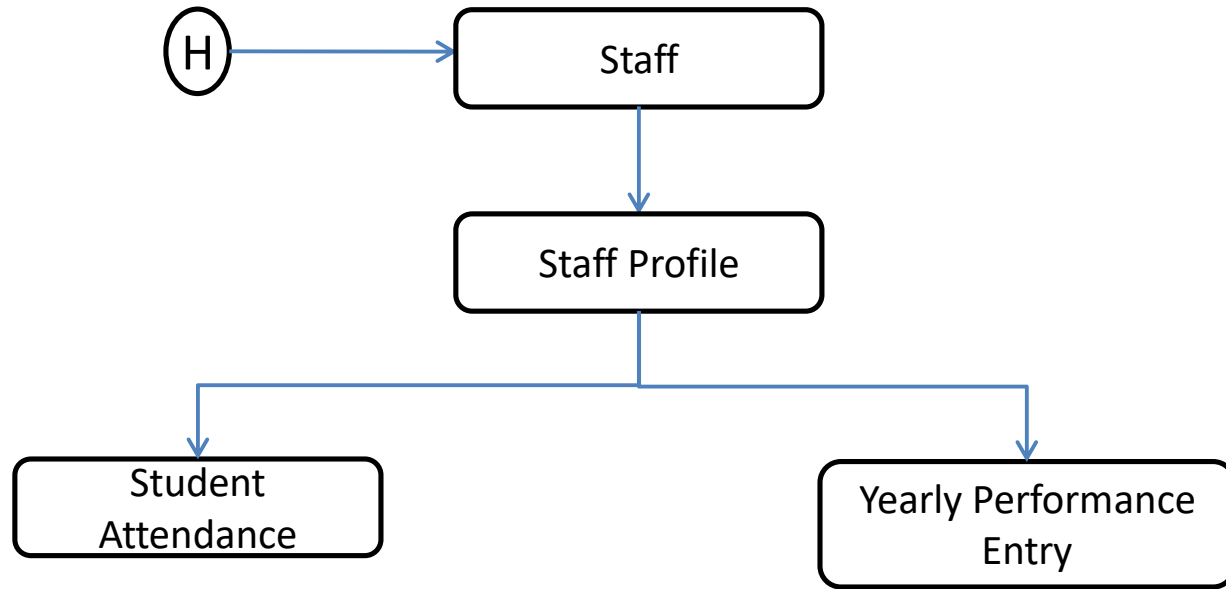 H
Staff
Staff Profile
Student
Attendance
Yearly Performance
Entry